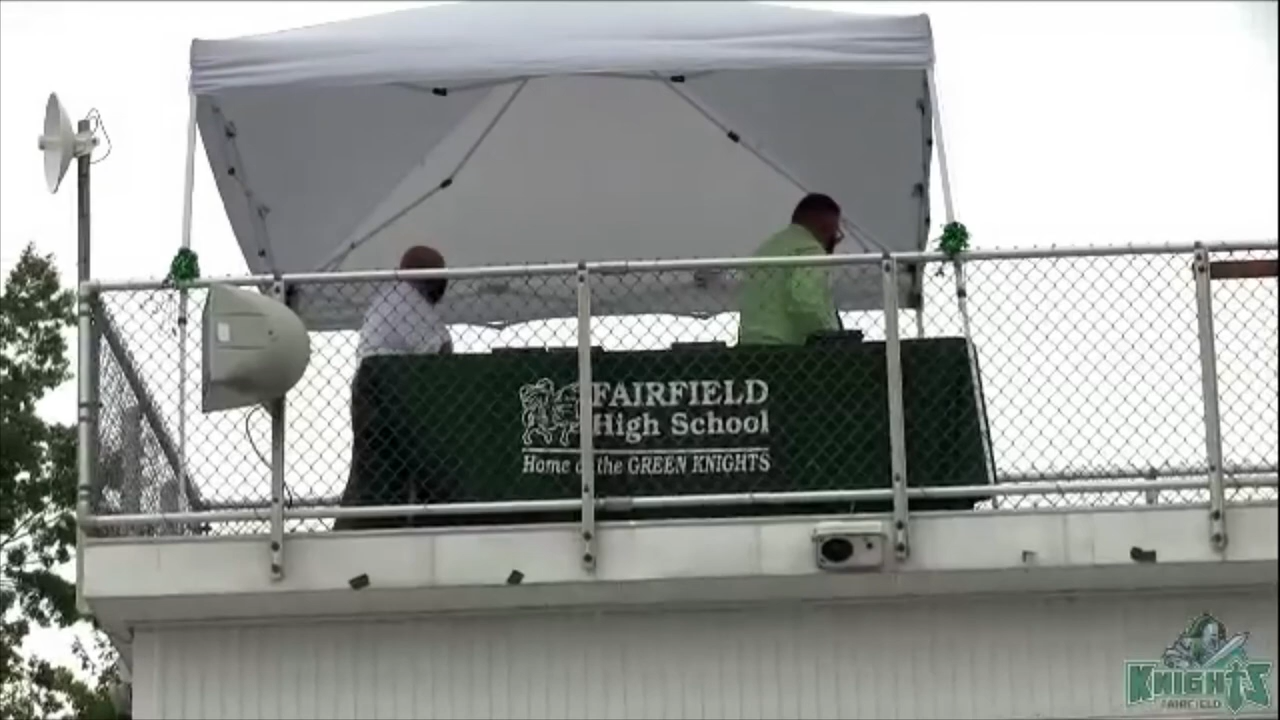 FAIRFIELD
High School
Home of the GREEN KNIGHTS
KNIGHTS
FAIRFIELD